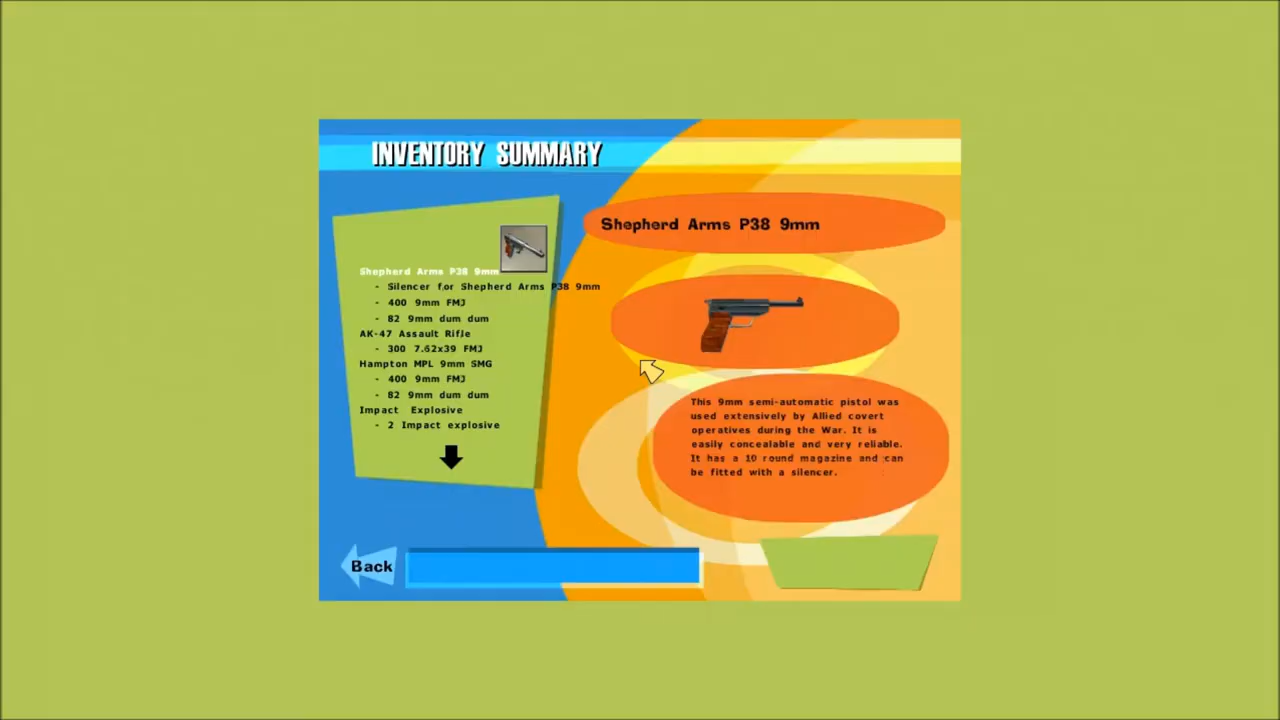 INVENTORY SUMMARY
Shepherd Arms P38 9mm
- Silencer for Shepherd Arms P38 9mm
- 400 9mm FMJ
- 82 9mm dum dum
AK-47 Assault Rifle
- 300 7.62x39 FMJ
Hampton MPL 9mm SMG
- 400 9mm FMJ
- 82 9mm dum dum
Impact Explosive
- 2 Impact explosive
Shepherd Arms P38 9mm
This 9mm semi-automatic pistol was
used extensively by Allied covert
operatives during the War. It is
easily concealable and very reliable.
It has a 10 round magazine and can
be fitted with a silencer.
Back